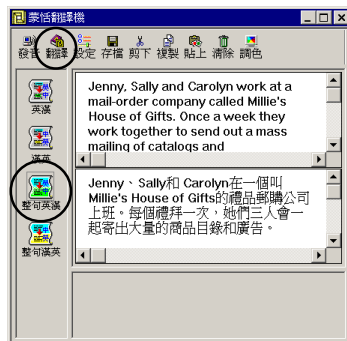 蒙恬翻譯機
發音 翻譯 設定 存檔 剪下 複製 貼上 清除 調色
英漢
漢英
整句英漢
整句漢英
Jenny, Sally and Carolyn work at a
mail-order company called Millie's
House of Gifts. Once a week they
work together to send out a mass
mailing of catalogs and
Jenny、Sally和 Carolyn在一個叫
Millie's House of Gifts的禮品郵購公司
上班。每個禮拜一次,她們三人會一
起寄出大量的商品目錄和廣告。